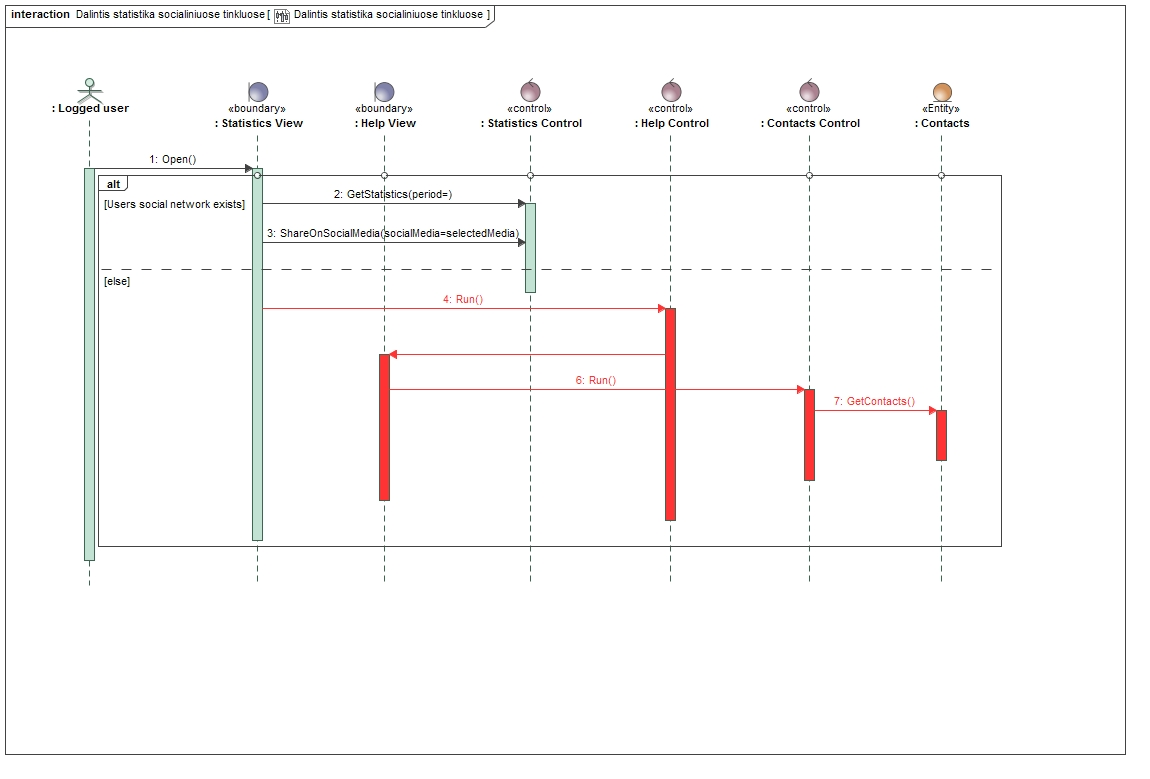 interaction Dalintis statistika socialiniuose tinkluose [ Dalintis statistika socialiniuose tinkluose ]
: Logged user
«boundary»
: Statistics View
«boundary»
: Help View
«control»
: Statistics Control
«control»
: Help Control
«control»
: Contacts Control
«Entity»
: Contacts
1: Open()
alt
[Users social network exists]
2: GetStatistics(period=)
3: ShareOnSocialMedia(socialMedia=selectedMedia)
[else]
4: Run()
6: Run()
7: GetContacts()